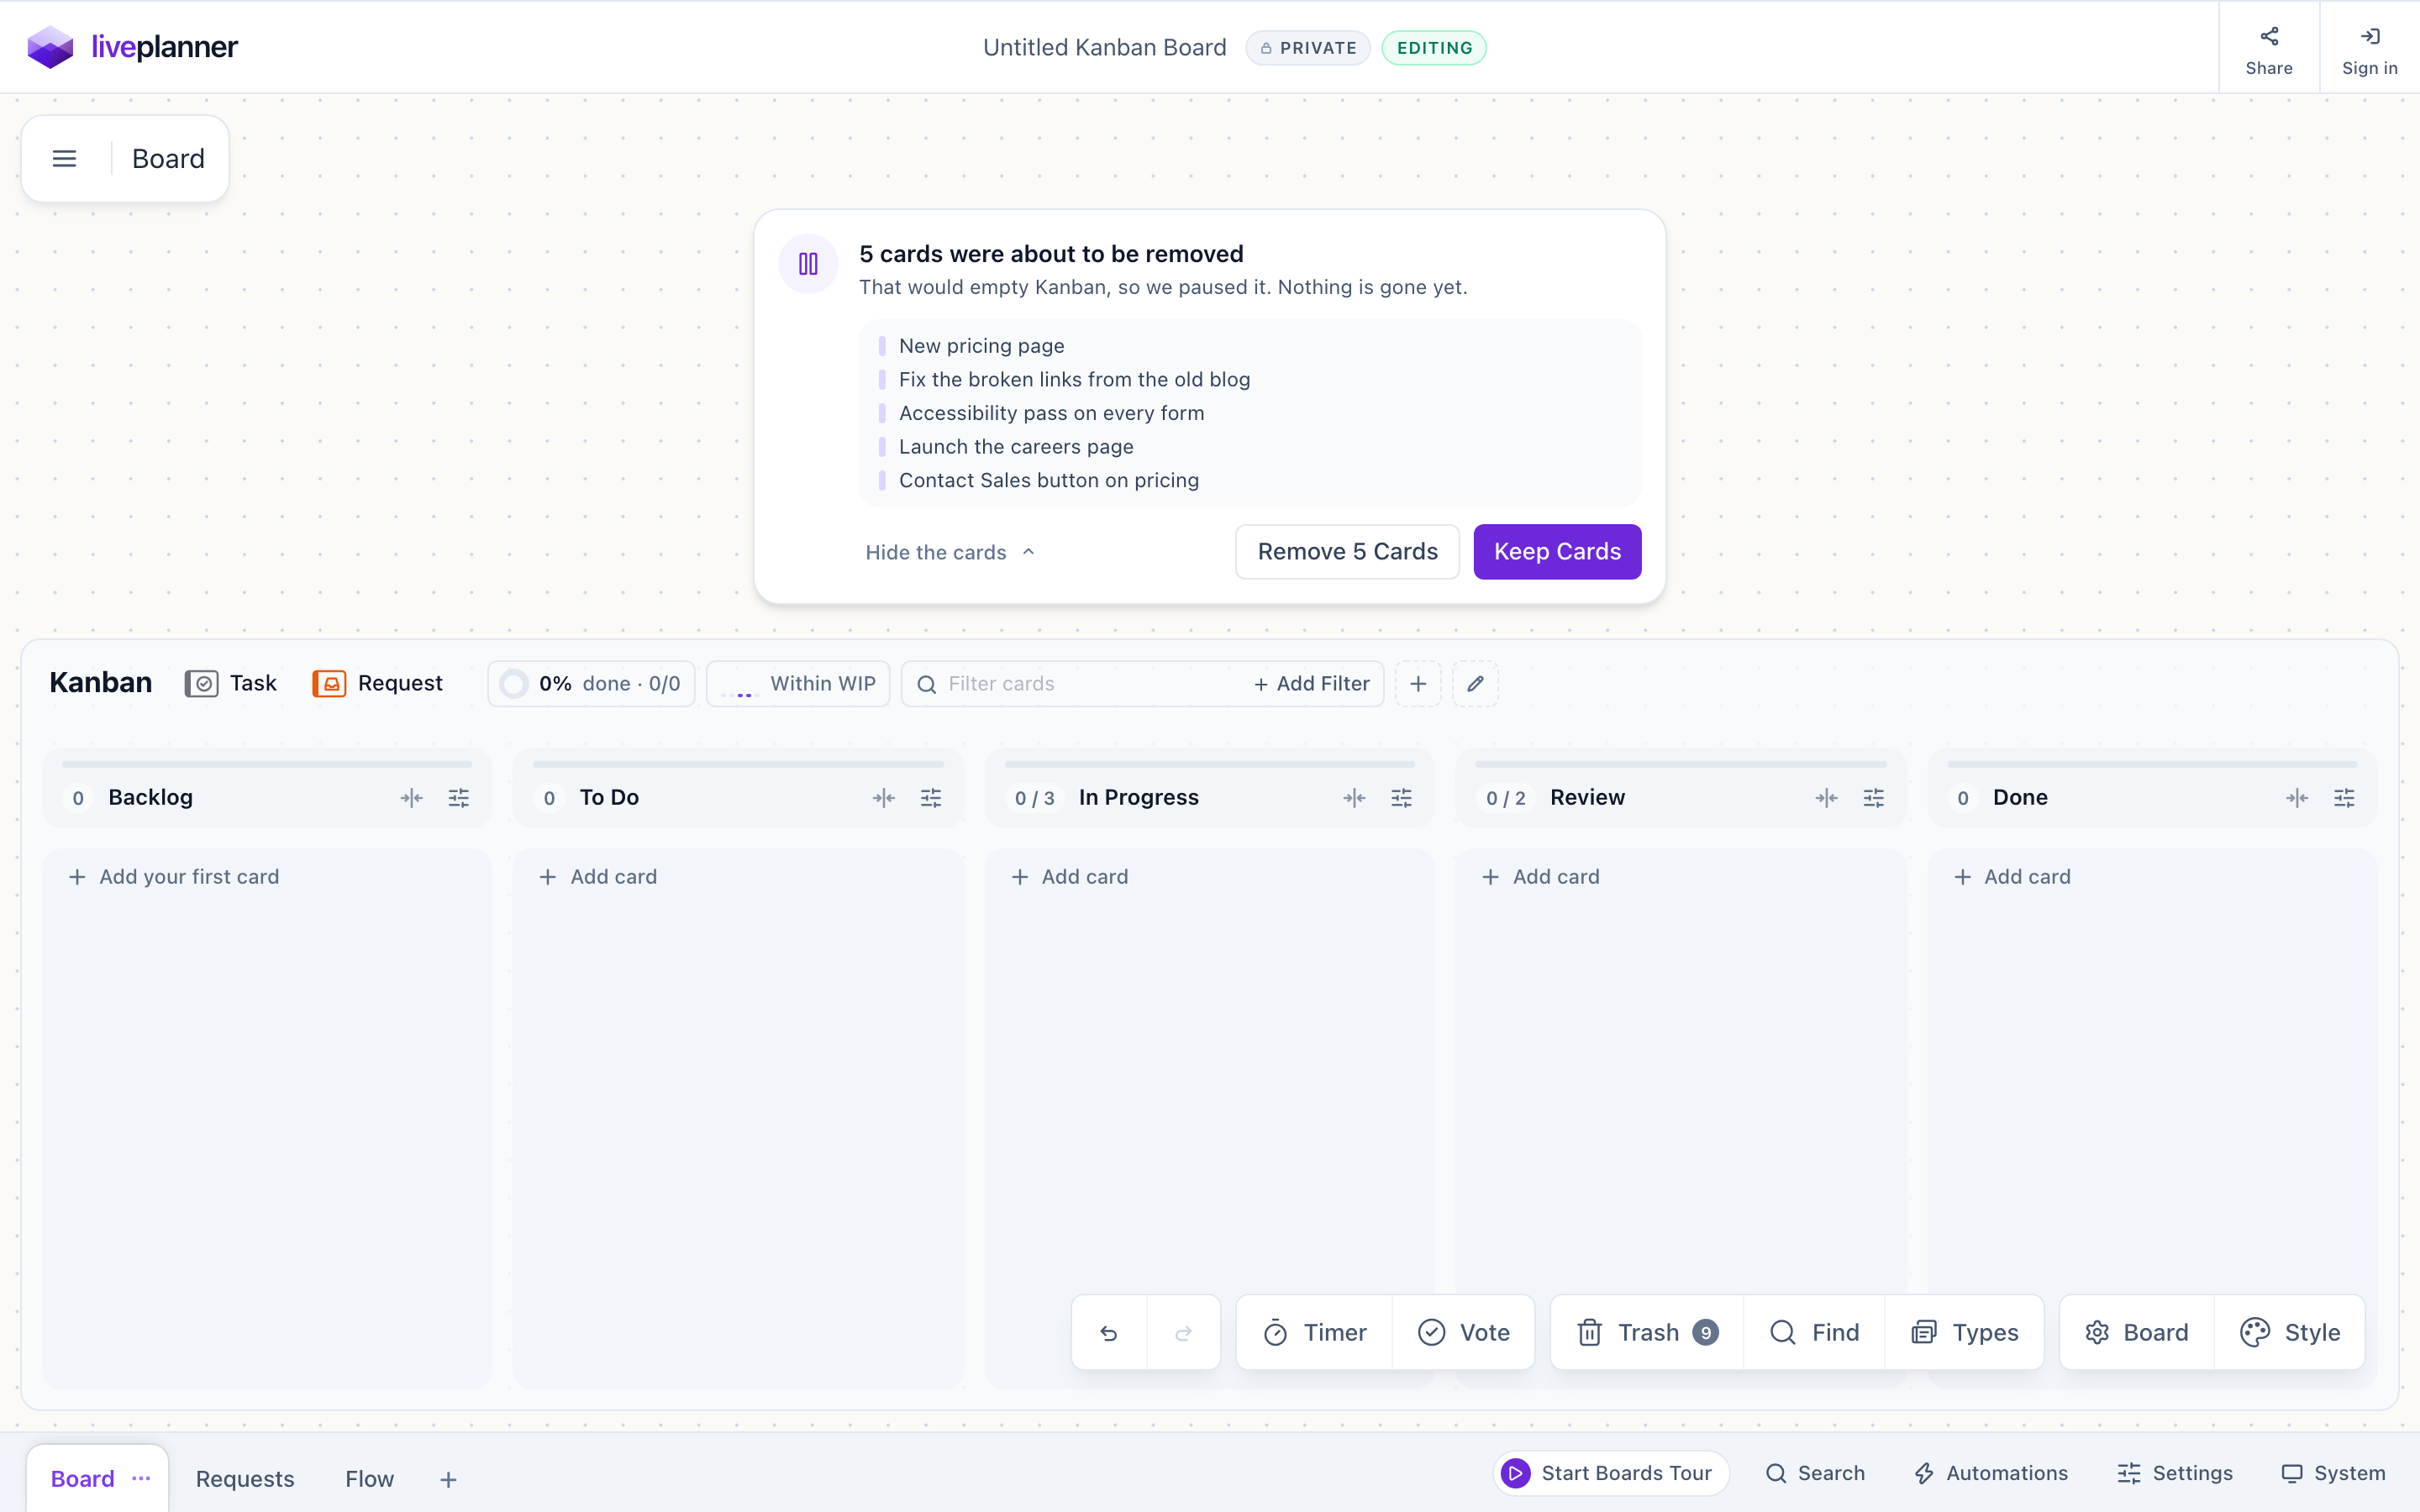 liveplanner
Untitled Kanban Board
PRIVATE
EDITING
Share
Sign in
Board
5 cards were about to be removed
That would empty Kanban, so we paused it. Nothing is gone yet.
New pricing page
Fix the broken links from the old blog
Accessibility pass on every form
Launch the careers page
Contact Sales button on pricing
Hide the cards
Remove 5 Cards
Keep Cards
Kanban
Task
Request
0% done · 0/0
Within WIP
Filter cards
+ Add Filter
0 Backlog
0 To Do
0 / 3 In Progress
0 / 2 Review
0 Done
+ Add your first card
+ Add card
+ Add card
+ Add card
+ Add card
Timer
Vote
Trash 9
Find
Types
Board
Style
Board
Requests
Flow
Start Boards Tour
Search
Automations
Settings
System